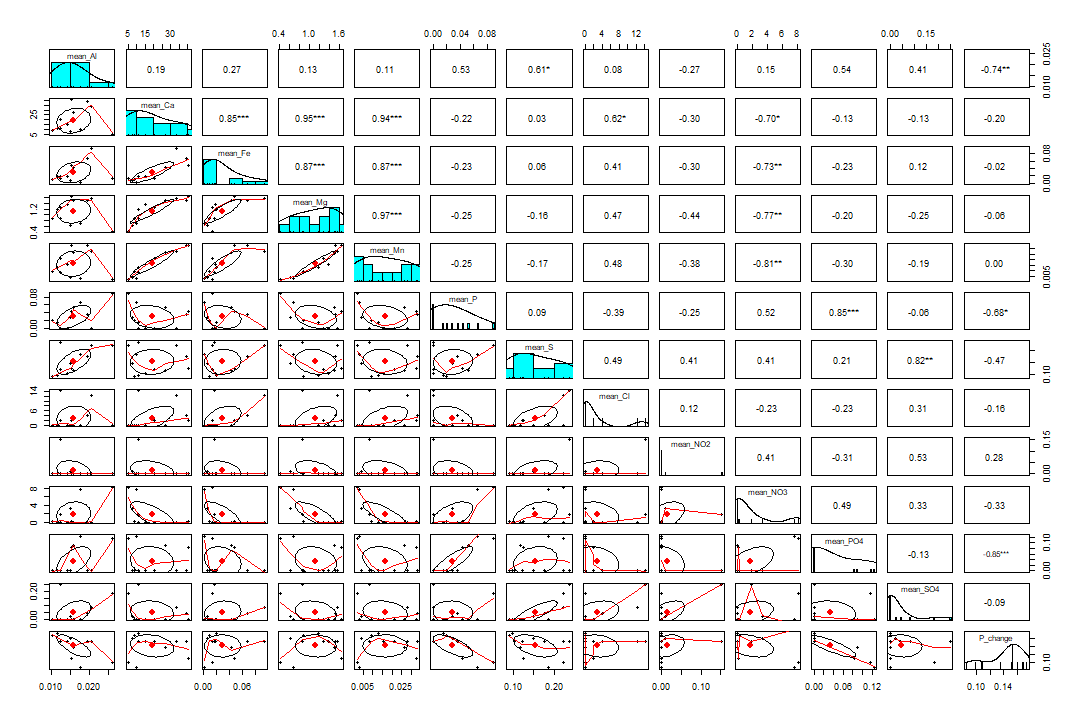 5 15 30 0.4 1.0 1.6 0.00 0.04 0.08 0 4 8 12 0 2 4 6 8 0.00 0.15
mean_Al 0.19 0.27 0.13 0.11 0.53 0.61* 0.08 -0.27 0.15 0.54 0.41 -0.74** 0.010 0.025
5 25 mean_Ca 0.85*** 0.95*** 0.94*** -0.22 0.03 0.62* -0.30 -0.70* -0.13 -0.13 -0.20
mean_Fe 0.87*** 0.87*** -0.23 0.06 0.41 -0.30 -0.73** -0.23 0.12 -0.02 0.00 0.08
0.4 1.2 mean_Mg 0.97*** -0.25 -0.16 0.47 -0.44 -0.77** -0.20 -0.25 -0.06
mean_Mn -0.25 -0.17 0.48 -0.38 -0.81** -0.30 -0.19 0.00 0.005
0.00 0.08 mean_P 0.09 -0.39 -0.25 0.52 0.85*** -0.06 -0.68*
mean_S 0.49 0.41 0.41 0.21 0.82** -0.47 0.10
0 6 14 mean_Cl 0.12 -0.23 -0.23 0.31 -0.16
mean_NO2 0.41 -0.31 0.53 0.28 0.00 0.15
0 4 8 mean_NO3 0.49 0.33 -0.33
mean_PO4 -0.13 -0.85*** 0.00 0.10
0.00 0.20 mean_SO4 -0.09
P_change 0.10
0.010 0.020 0.00 0.06 0.005 0.025 0.10 0.20 0.00 0.10 0.00 0.06 0.12 0.10 0.14